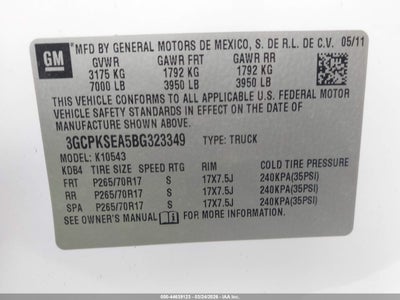 GM MFD BY GENERAL MOTORS DE MEXICO, S. DE R.L. DE C.V. 05/11
GVWR GAWR FRT GAWR RR
3175 KG 1792 KG 1792 KG
7000 LB 3950 LB 3950 LB
THIS VEHICLE CONFORMS TO ALL APPLICABLE U.S. FEDERAL MOTOR
VEHICLE SAFETY STANDARDS IN EFFECT ON THE DATE OF
MANUFACTURE SHOWN ABOVE.
3GCPKSEA5BG323349 TYPE: TRUCK
MODEL: K10543
KDB4 TIRE SIZE SPEED RTG RIM COLD TIRE PRESSURE
FRT P265/70R17 S 17X7.5J 240KPA(35PSI)
RR P265/70R17 S 17X7.5J 240KPA(35PSI)
SPA P265/70R17 S 17X7.5J 240KPA(35PSI)
SEE OWNER'S MANUAL FOR ADDITIONAL INFORMATION.